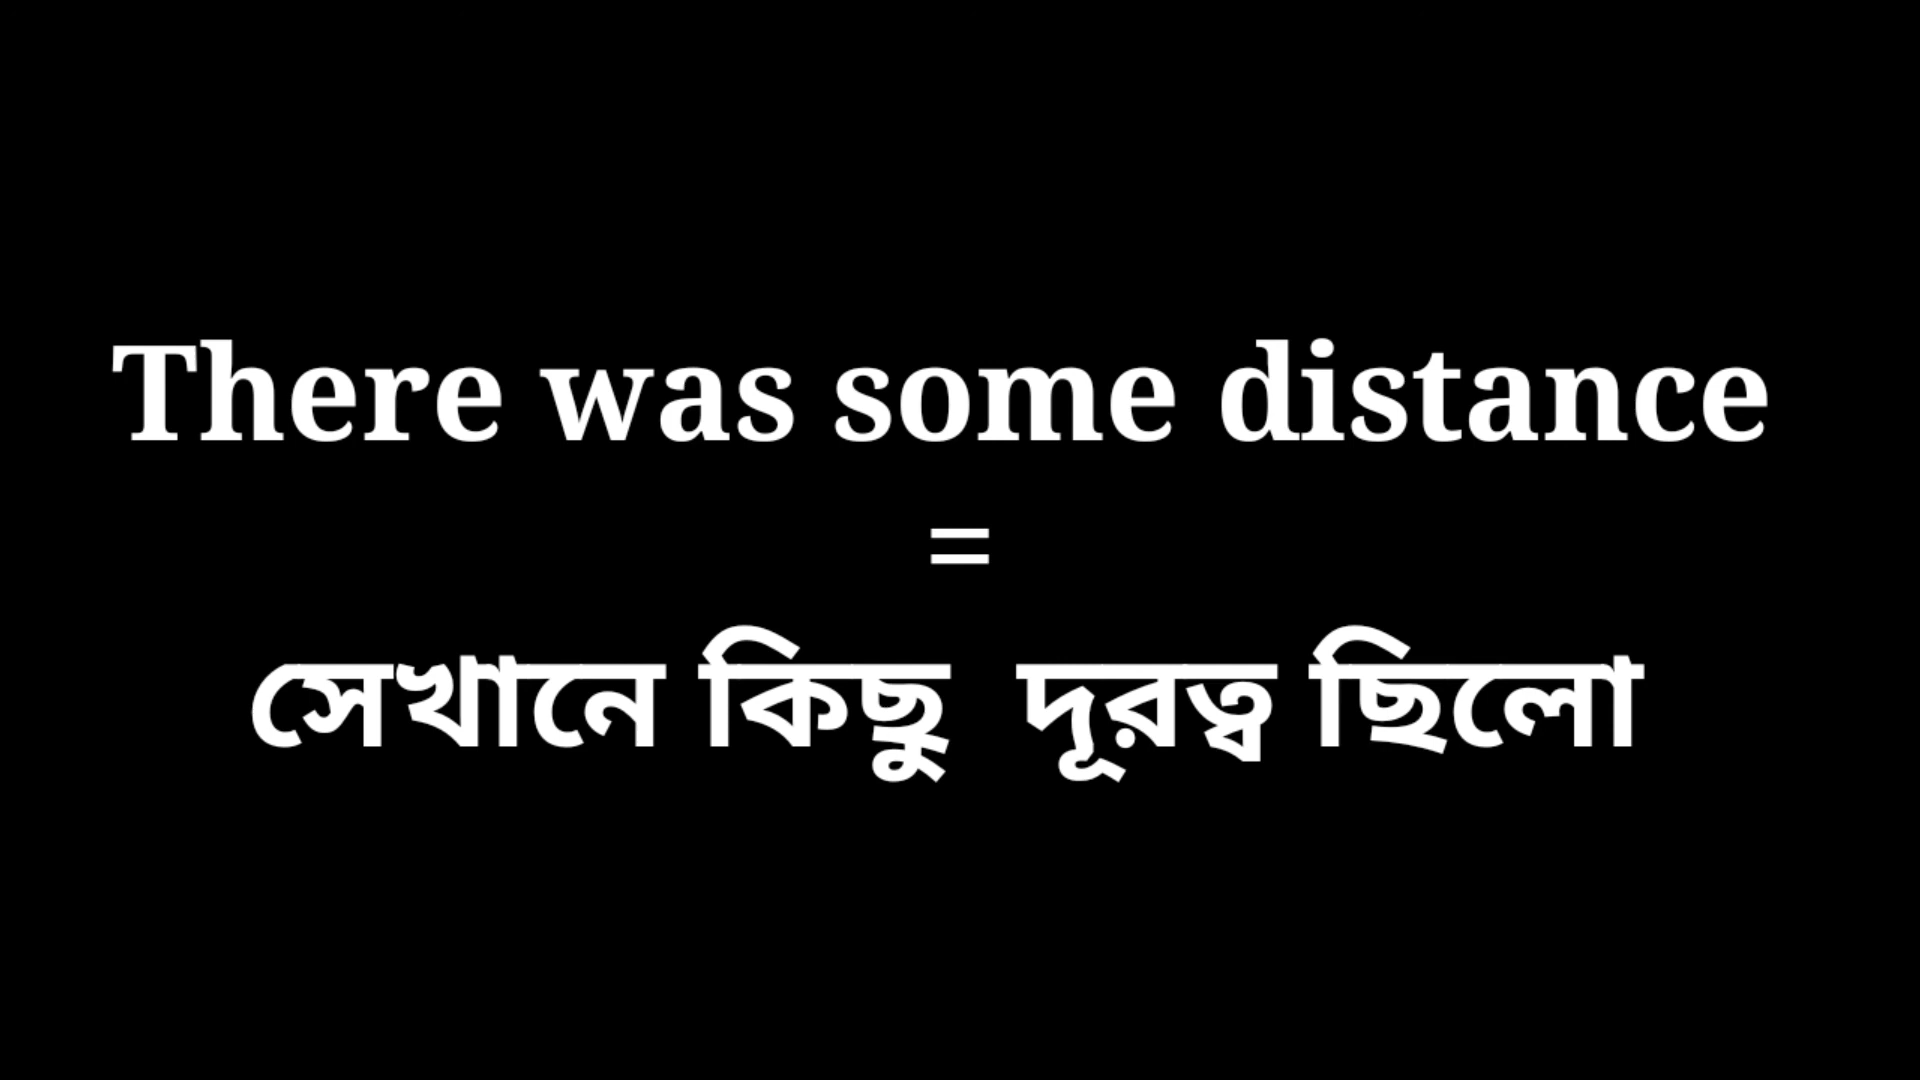 There was some distance
=
সেখানে কিছু  দূরত্ব ছিলো